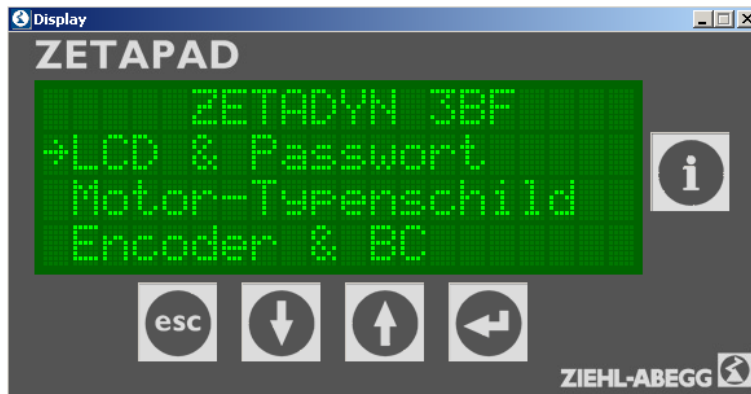 Display
ZETAPAD
ZETADYN 3BF
→LCD & Passwort
Motor-Typenschild
Encoder & BC
i
esc
ZIEHL-ABEGG